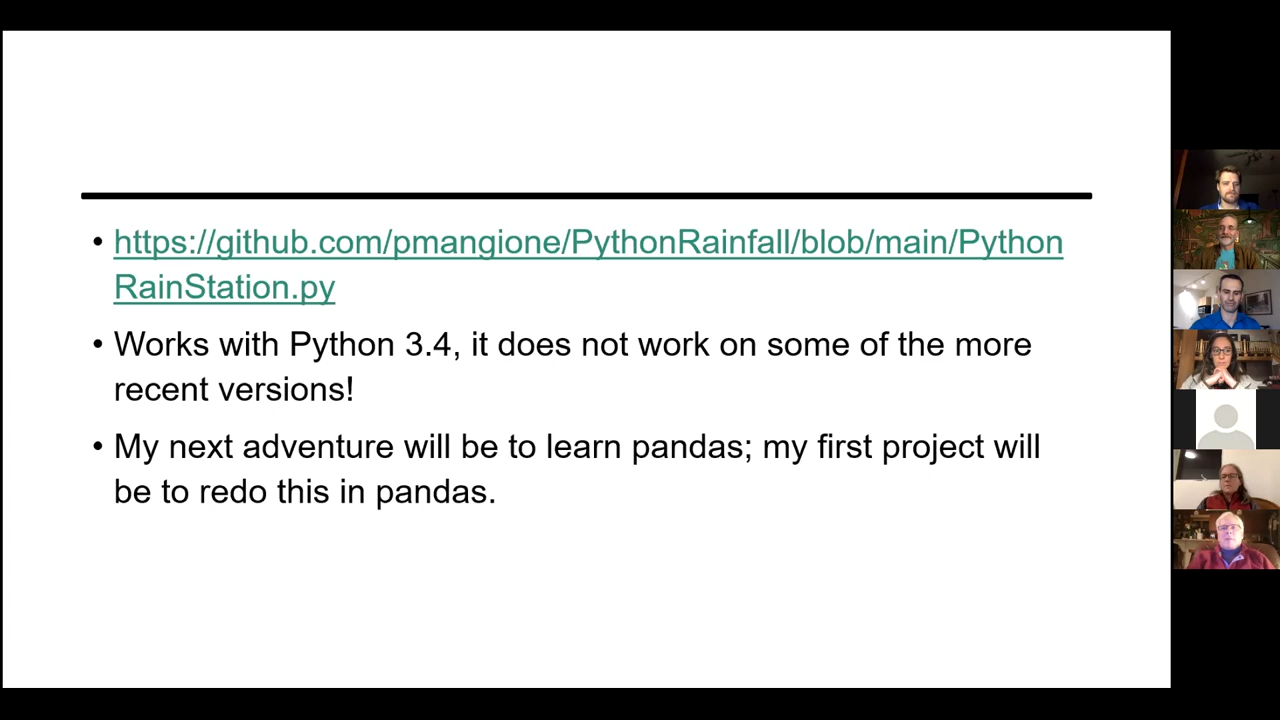 • https://github.com/pmangione/PythonRainfall/blob/main/Python
RainStation.py
• Works with Python 3.4, it does not work on some of the more
recent versions!
• My next adventure will be to learn pandas; my first project will
be to redo this in pandas.